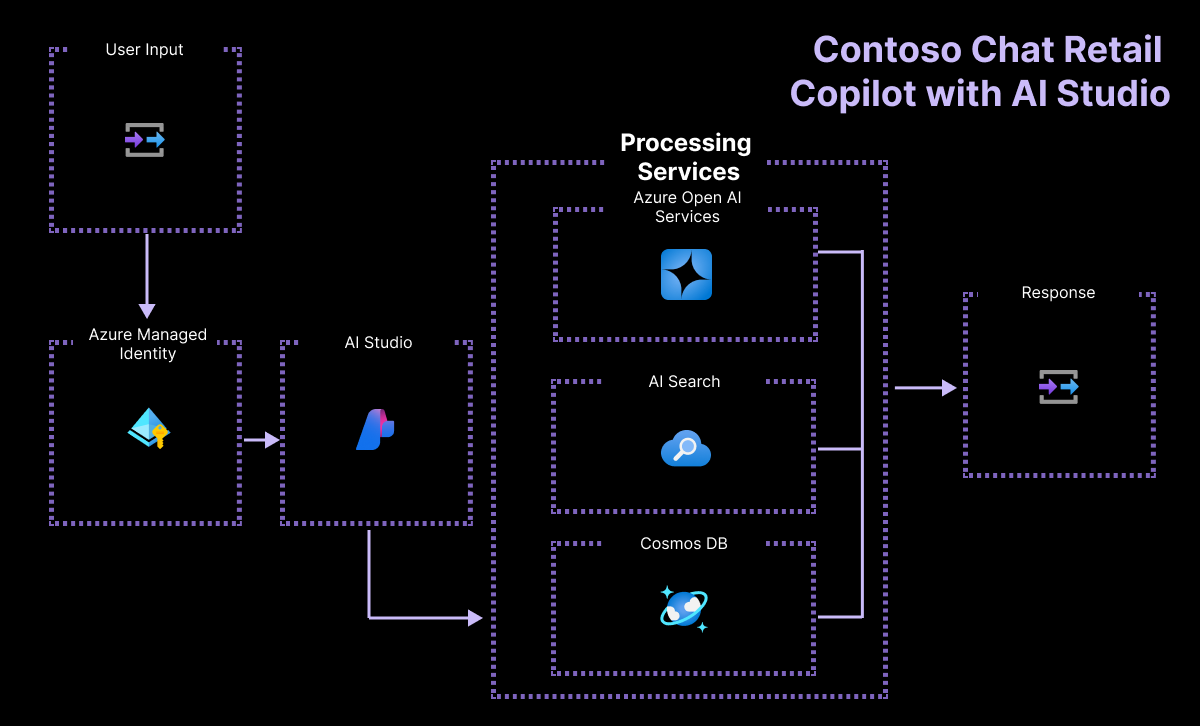 Contoso Chat Retail
Copilot with AI Studio
User Input
Azure Managed
Identity
AI Studio
Processing
Services
Azure Open AI
Services
AI Search
Cosmos DB
Response